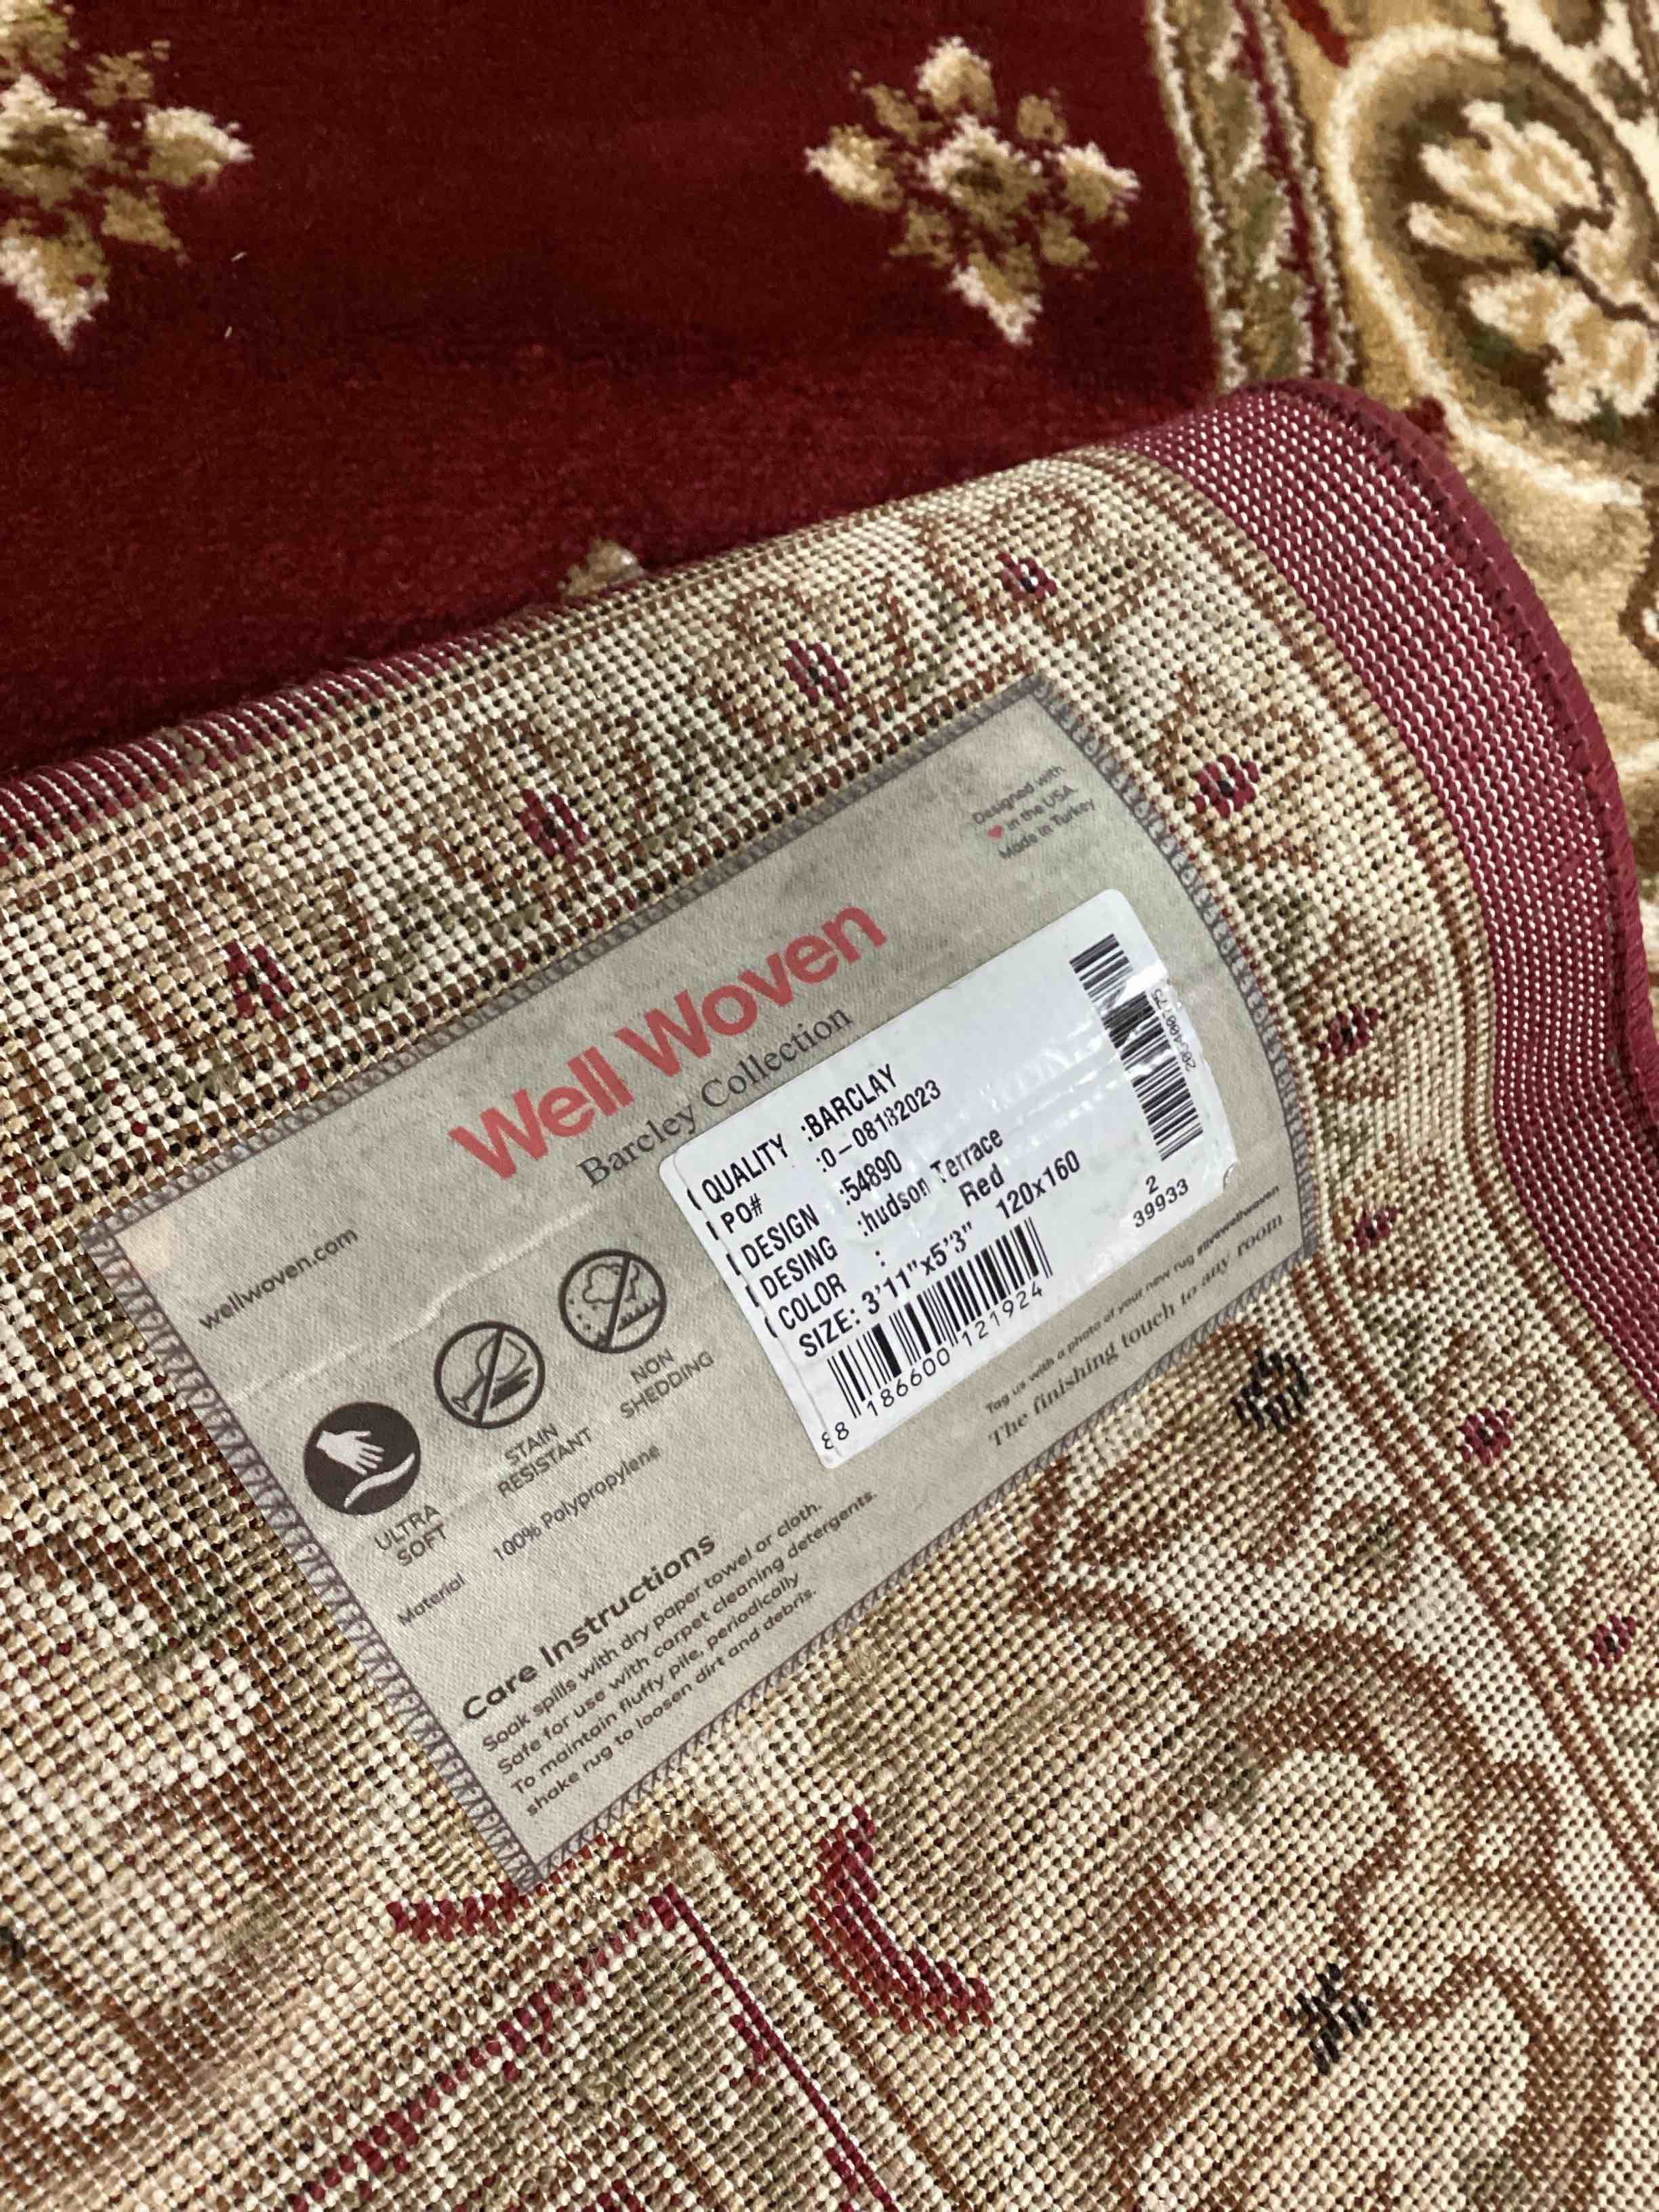 Designed with
❤ in the USA
Made in Turkey
Well Woven
Barcley Collection
wellwoven.com
ULTRA
SOFT
STAIN
RESISTANT
NON
SHEDDING
Material 100% Polypropylene
Care Instructions
Soak spills with dry paper towel or cloth.
Safe for use with carpet cleaning detergents.
To maintain fluffy pile, periodically
shake rug to loosen dirt and debris.
QUALITY :BARCLAY
PO# :0-08182023
DESIGN :54890
DESING :hudson Terrace
COLOR : Red
SIZE: 3'11"x5'3" 120x160
8 186600 121924
2
39933
Tag us with a photo of your new rug #livewellwoven
The finishing touch to any room